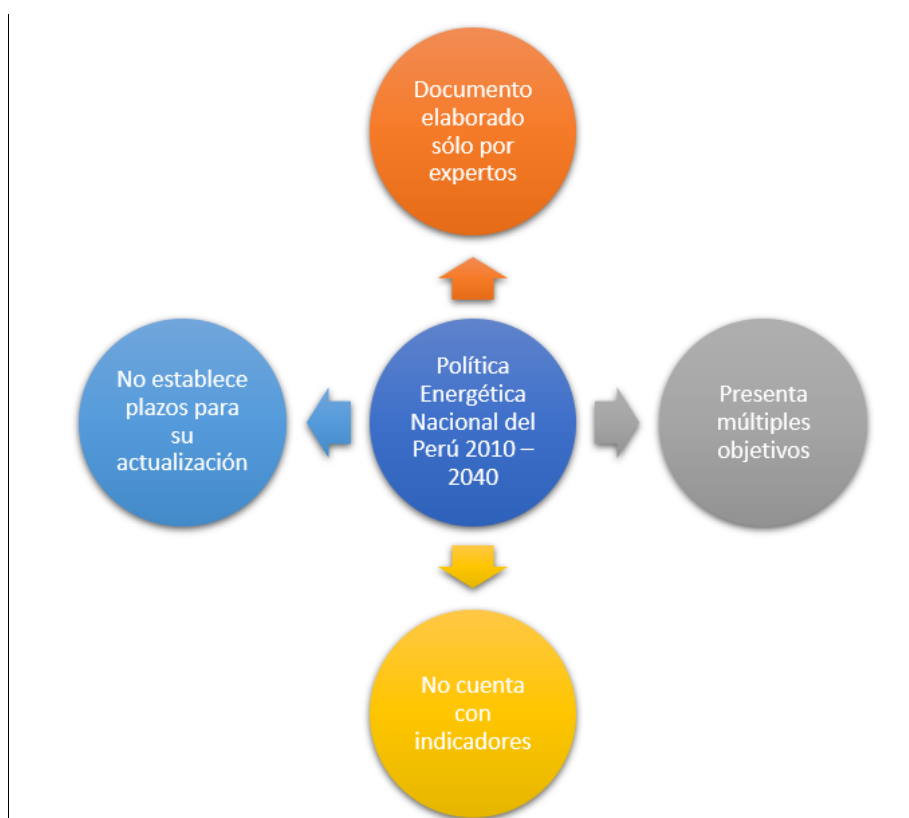 Documento
elaborado
sólo por
expertos
No establece
plazos para
su
actualización
Política
Energética
Nacional del
Perú 2010 –
2040
Presenta
múltiples
objetivos
No cuenta
con
indicadores